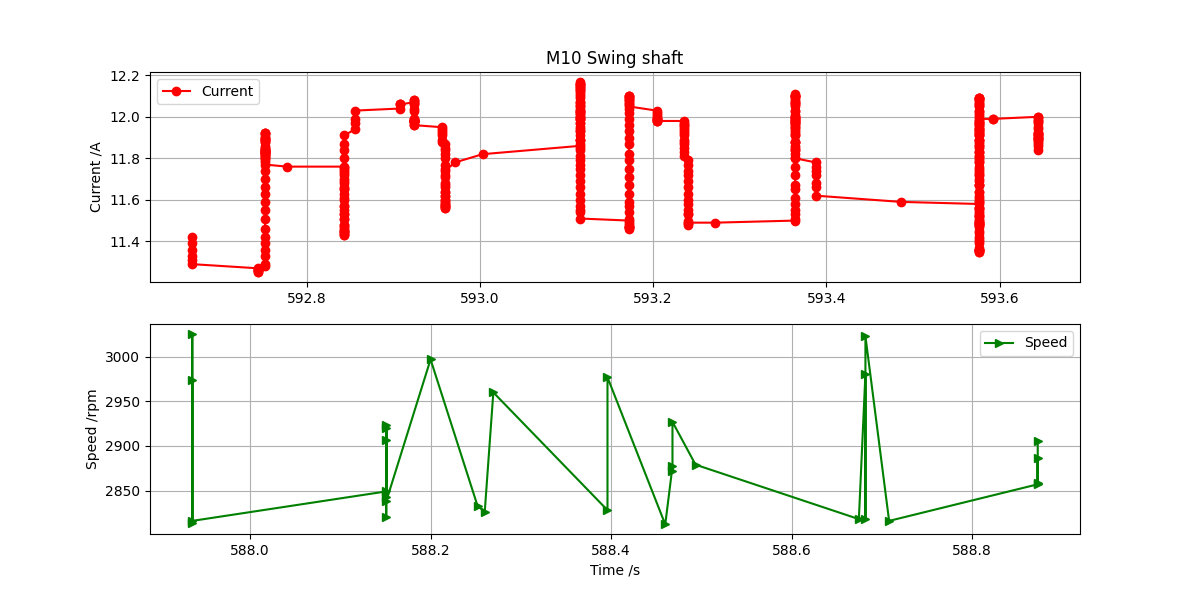 M10 Swing shaft
12.2
12.0
11.8
11.6
11.4
Current /A
Current
592.8 593.0 593.2 593.4 593.6
3000
2950
2900
2850
Speed /rpm
Speed
588.0 588.2 588.4 588.6 588.8
Time /s